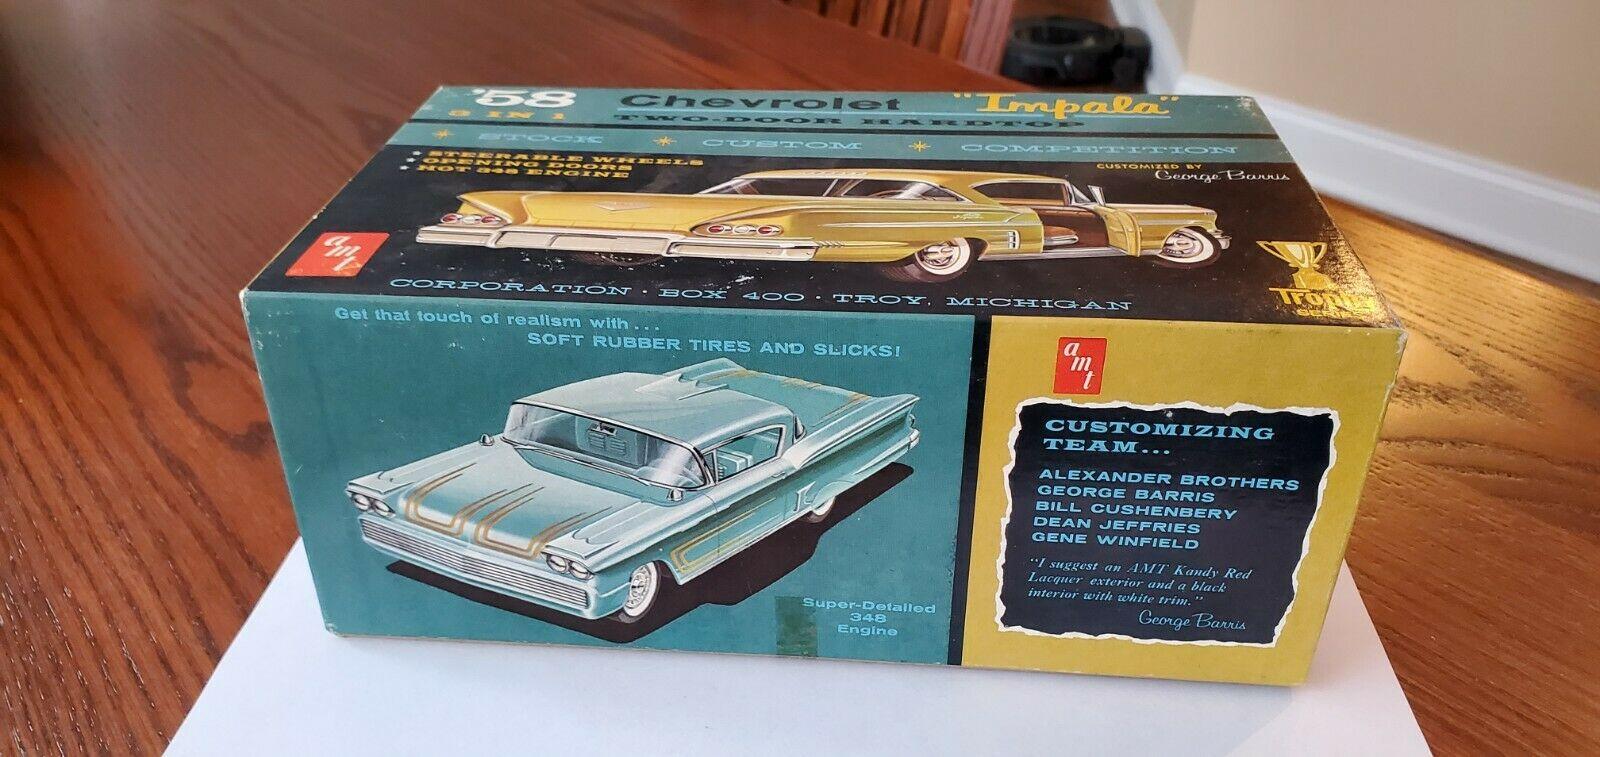 '58 Chevrolet "Impala"
3 IN 1 TWO-DOOR HARDTOP
* STOCK * CUSTOM * COMPETITION
* STEERABLE WHEELS
* OPENING DOORS
* HOT 348 ENGINE
CUSTOMIZED BY
George Barris
amt
CORPORATION · BOX 400 · TROY, MICHIGAN
Trophy
SERIES
Get that touch of realism with...
SOFT RUBBER TIRES AND SLICKS!
Super-Detailed
348
Engine
amt
CUSTOMIZING
TEAM...
ALEXANDER BROTHERS
GEORGE BARRIS
BILL CUSHENBERY
DEAN JEFFRIES
GENE WINFIELD
"I suggest an AMT Kandy Red
Lacquer exterior and a black
interior with white trim."
George Barris